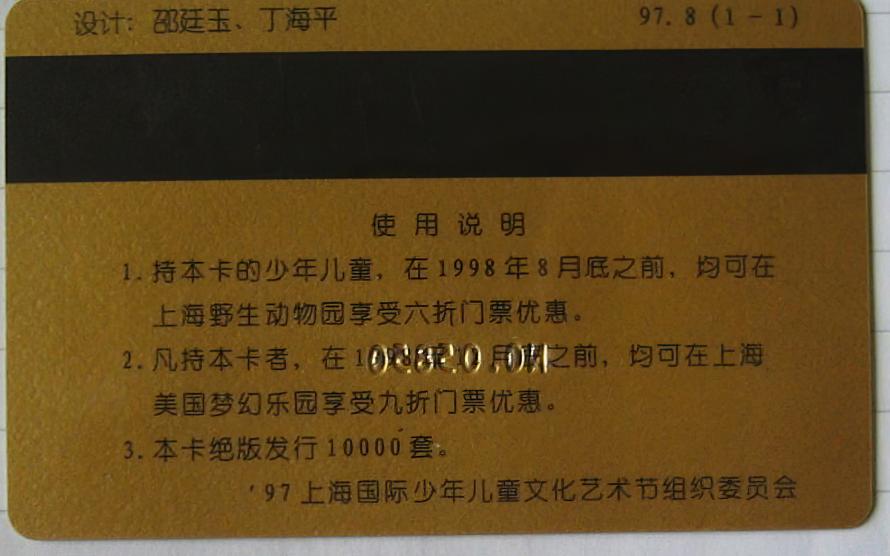 设计：邵廷玉、丁海平 97.8(1-1)
使用说明
1.持本卡的少年儿童，在1998年8月底之前，均可在
上海野生动物园享受六折门票优惠。
2.凡持本卡者，在1998年 月底之前，均可在上海
美国梦幻乐园享受九折门票优惠。
3.本卡绝版发行10000套。
'97上海国际少年儿童文化艺术节组织委员会